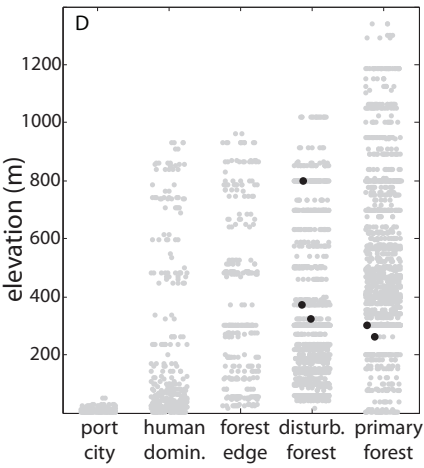 D
1200
1000
800
600
400
200
elevation (m)
port city
human domin.
forest edge
disturb. forest
primary forest